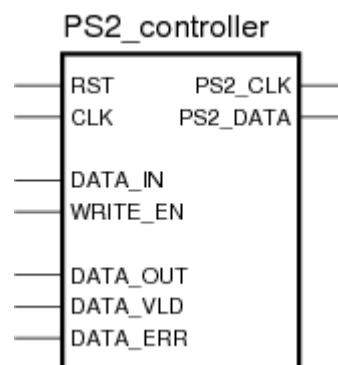 PS2_controller
RST PS2_CLK
CLK PS2_DATA
DATA_IN
WRITE_EN
DATA_OUT
DATA_VLD
DATA_ERR